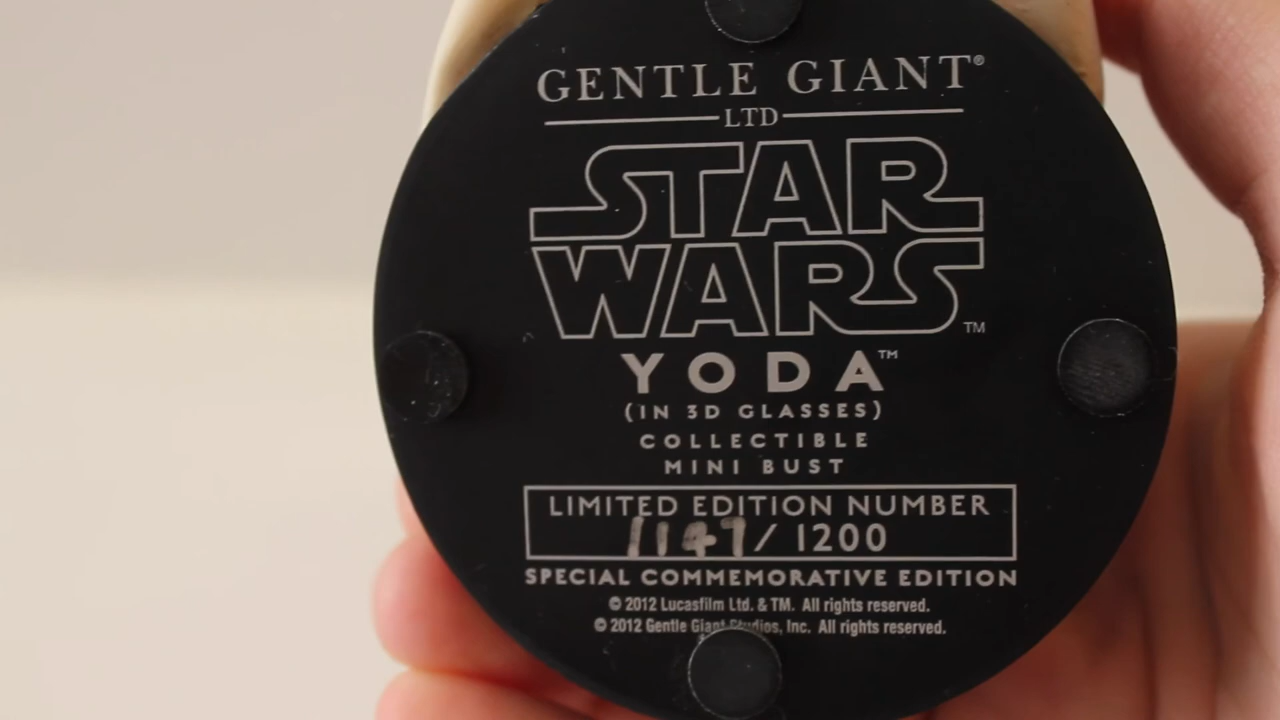 GENTLE GIANT®
LTD
STAR
WARS™
YODA™
(IN 3D GLASSES)
COLLECTIBLE
MINI BUST
LIMITED EDITION NUMBER
1147/1200
SPECIAL COMMEMORATIVE EDITION
© 2012 Lucasfilm Ltd. & TM. All rights reserved.
© 2012 Gentle Giant Studios, Inc. All rights reserved.